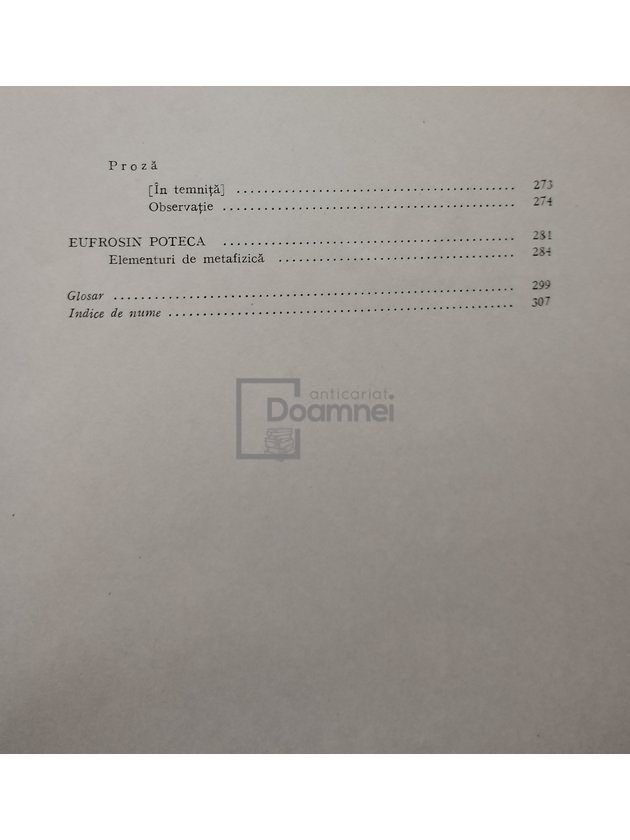 Proză
[În temniță] ........................................ 273
Observație ........................................ 274
EUFROSIN POTECA ........................................ 281
Elementuri de metafizică ........................................ 284
Glosar ........................................ 299
Indice de nume ........................................ 307
anticariat
Doamnei